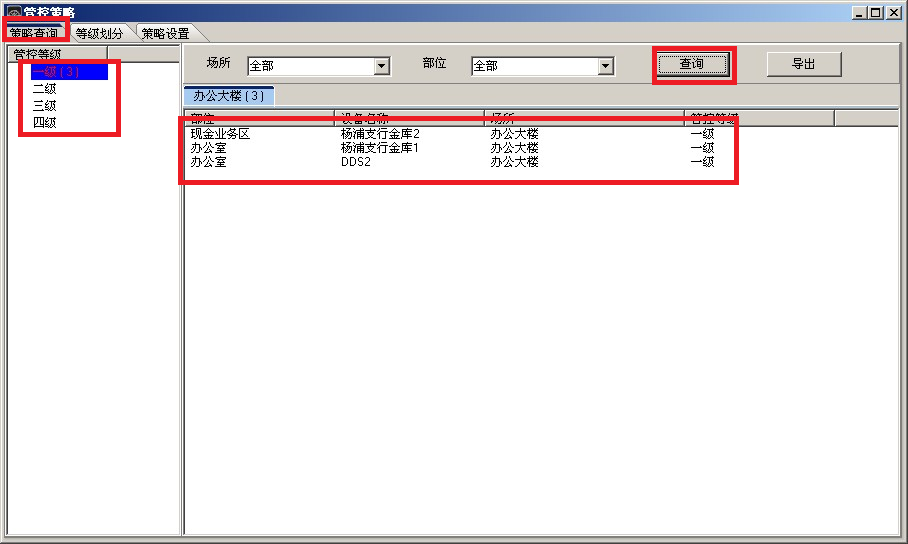 管控策略
策略查询 等级划分 策略设置
管控等级
一级 ( 3 )
二级
三级
四级
场所 全部 部位 全部 查询 导出
办公大楼 ( 3 )
部位 设备名称 场所 管控等级
现金业务区 杨浦支行金库2 办公大楼 一级
办公室 杨浦支行金库1 办公大楼 一级
办公室 DDS2 办公大楼 一级